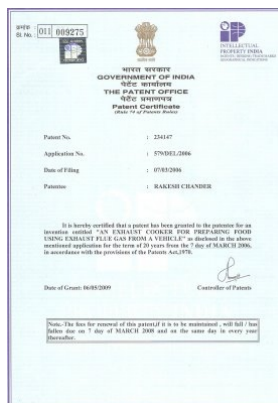 क्रमांक
Sl. No.
011
009275
INTELLECTUAL
PROPERTY INDIA
भारत सरकार
GOVERNMENT OF INDIA
पेटेंट कार्यालय
THE PATENT OFFICE
पेटेंट प्रमाणपत्र
Patent Certificate
(Rule 74 of Patents Rules)
Patent No. : 234147
Application No. : 579/DEL/2006
Date of Filing : 07/03/2006
Patentee : RAKESH CHANDER
It is hereby certified that a patent has been granted to the patentee for an
invention entitled "AN EXHAUST COOKER FOR PREPARING FOOD
USING EXHAUST FLUE GAS FROM A VEHICLE" as disclosed in the above
mentioned application for the term of 20 years from the 7 day of MARCH 2006,
in accordance with the provisions of the Patents Act,1970.
Date of Grant: 06/05/2009
Controller of Patents
Note.-The fees for renewal of this patent,if it is to be maintained , will fall / has
fallen due on 7 day of MARCH 2008 and on the same day in every year
thereafter.